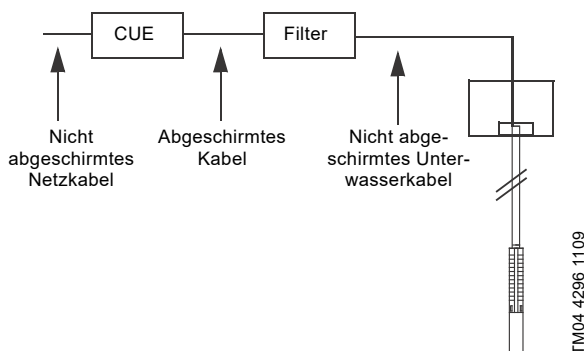 CUE
Filter
Nicht
abgeschirmtes
Netzkabel
Abgeschirmtes
Kabel
Nicht abge-
schirmtes Unter-
wasserkabel
TM04 4296 1109